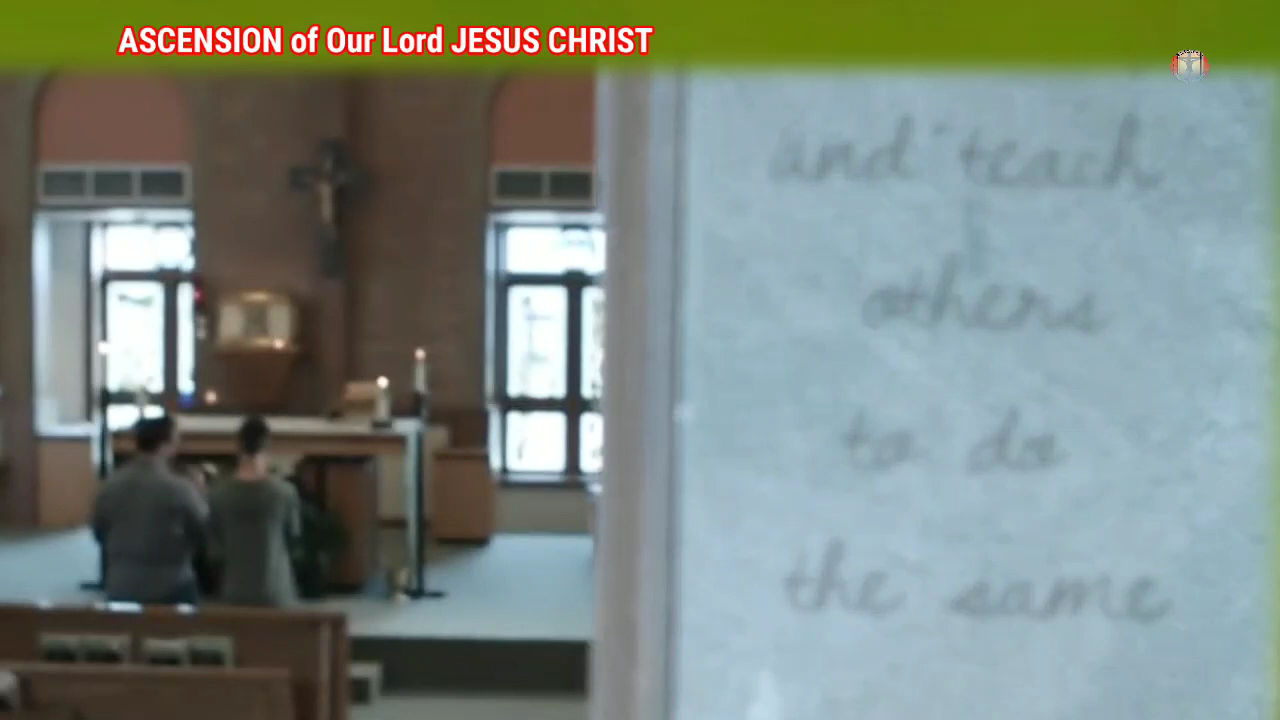 ASCENSION of Our Lord JESUS CHRIST
and teach
others
to do
the same